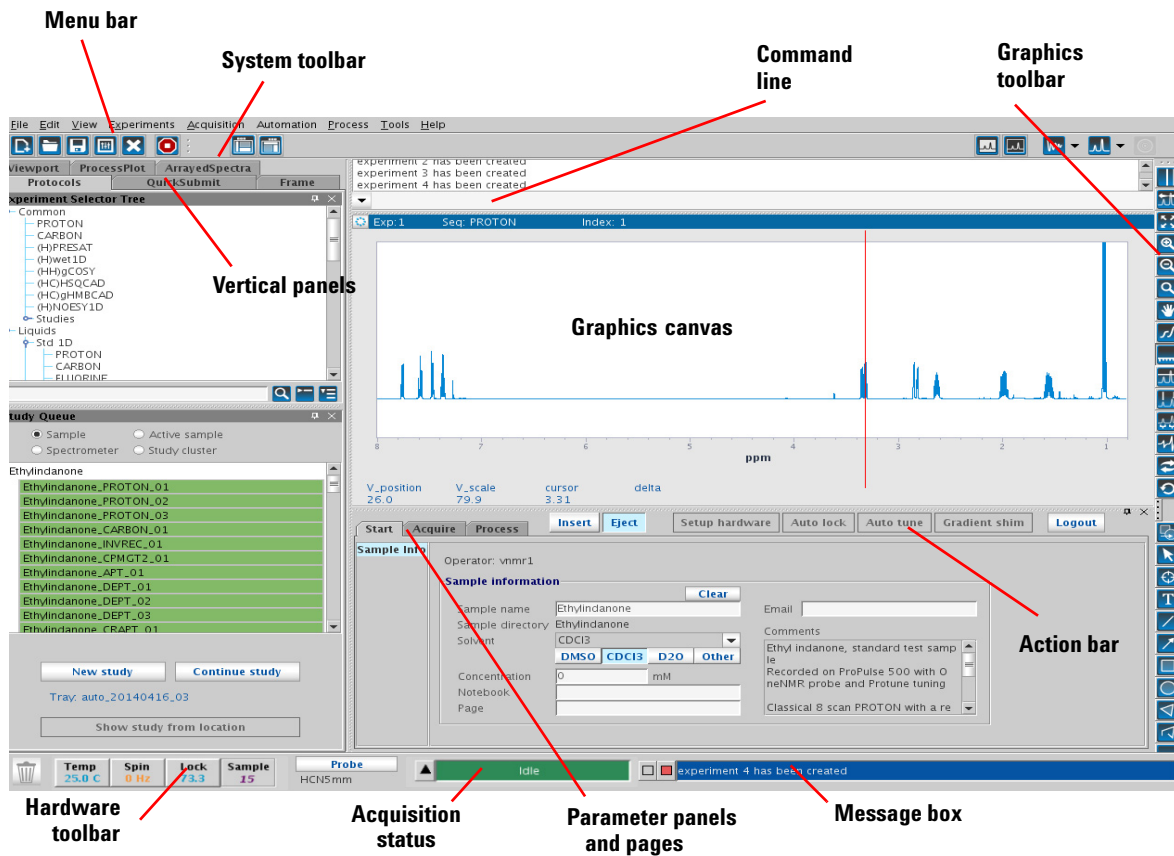 Menu bar
System toolbar
Command
line
Graphics
toolbar
File Edit View Experiments Acquisition Automation Process Tools Help
Viewport ProcessPlot ArrayedSpectra
Protocols QuickSubmit Frame
experiment 2 has been created
experiment 3 has been created
experiment 4 has been created
Experiment Selector Tree
Common
PROTON
CARBON
(H)PRESAT
(H)wet1D
(HH)gCOSY
(HC)HSQCAD
(HC)gHMBCAD
(H)NOESY1D
Studies
Liquids
Std 1D
PROTON
CARBON
FLUORINE
Vertical panels
Exp:1 Seq: PROTON Index: 1
Graphics canvas
8 7 6 5 4 3 2 1
ppm
V_position V_scale cursor delta
26.0 79.9 3.31
Study Queue
Sample Active sample
Spectrometer Study cluster
Ethylindanone
Ethylindanone_PROTON_01
Ethylindanone_PROTON_02
Ethylindanone_PROTON_03
Ethylindanone_CARBON_01
Ethylindanone_INVREC_01
Ethylindanone_CPMGT2_01
Ethylindanone_APT_01
Ethylindanone_DEPT_01
Ethylindanone_DEPT_02
Ethylindanone_DEPT_03
Ethylindanone_CRAPT_01
New study Continue study
Tray: auto_20140416_03
Show study from location
Start Acquire Process Insert Eject Setup hardware Auto lock Auto tune Gradient shim Logout
Sample Info
Operator: vnmr1
Sample information
Clear
Sample name Ethylindanone Email
Sample directory Ethylindanone
Solvent CDCl3
DMSO CDCl3 D2O Other
Concentration 0 mM
Notebook
Page
Comments
Ethyl indanone, standard test samp
le
Recorded on ProPulse 500 with O
neNMR probe and Protune tuning
Classical 8 scan PROTON with a re
Action bar
T
Temp Spin Lock Sample Probe
25.0 C 0 Hz 73.3 15 HCN5mm
Idle
experiment 4 has been created
Hardware
toolbar
Acquisition
status
Parameter panels
and pages
Message box